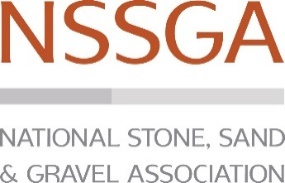 NSSGA
NATIONAL STONE, SAND
& GRAVEL ASSOCIATION